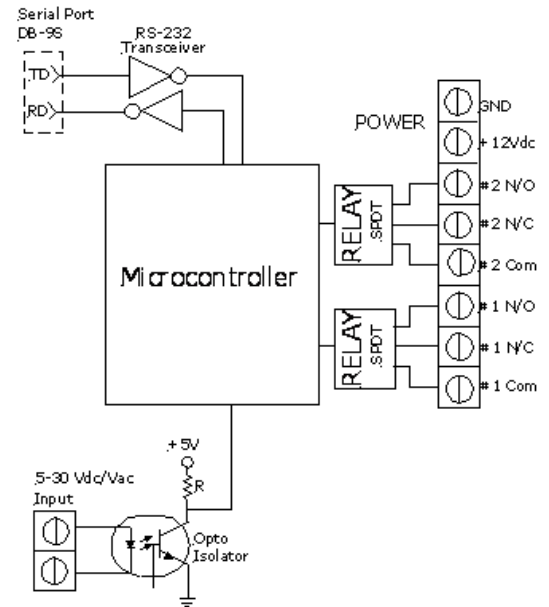 Serial Port
DB-9S
RS-232
Transceiver
TD
RD
POWER
GND
+12Vdc
#2 N/O
#2 N/C
#2 Com
#1 N/O
#1 N/C
#1 Com
RELAY
SPDT
RELAY
SPDT
Microcontroller
+5V
R
5-30 Vdc/Vac
Input
Opto
Isolator